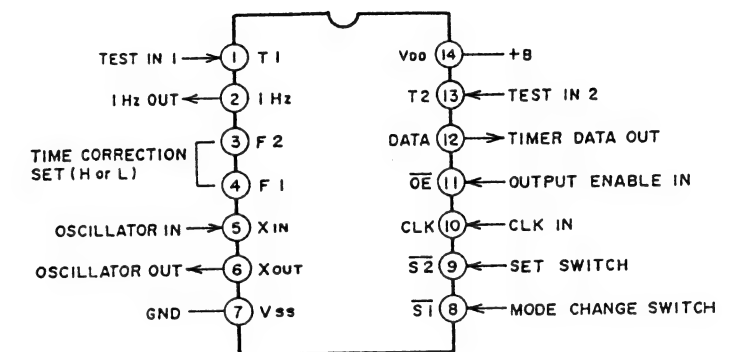 TEST IN 1 1 T1
1Hz OUT 2 1Hz
TIME CORRECTION
SET (H or L)
3 F2
4 F1
OSCILLATOR IN 5 XIN
OSCILLATOR OUT 6 XOUT
GND 7 VSS
VDD 14 +B
T2 13 TEST IN 2
DATA 12 TIMER DATA OUT
OE 11 OUTPUT ENABLE IN
CLK 10 CLK IN
S2 9 SET SWITCH
S1 8 MODE CHANGE SWITCH